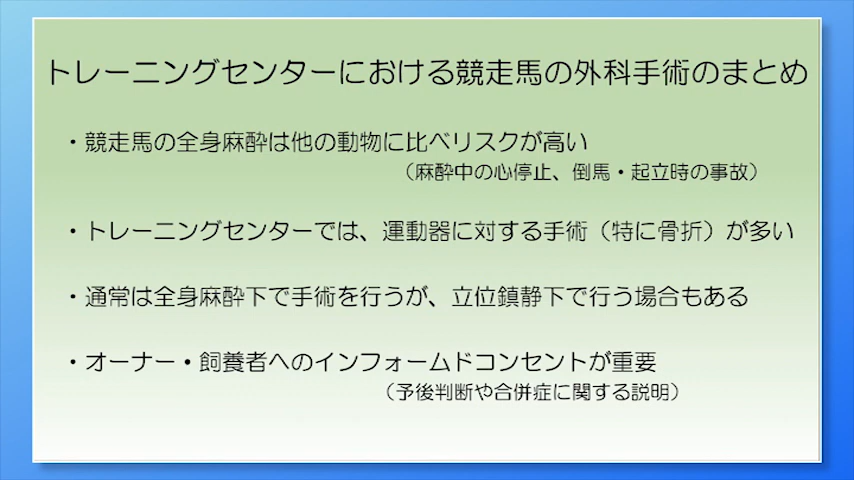 トレーニングセンターにおける競走馬の外科手術のまとめ
・競走馬の全身麻酔は他の動物に比べリスクが高い
（麻酔中の心停止、倒馬・起立時の事故）
・トレーニングセンターでは、運動器に対する手術（特に骨折）が多い
・通常は全身麻酔下で手術を行うが、立位鎮静下で行う場合もある
・オーナー・飼養者へのインフォームドコンセントが重要
（予後判断や合併症に関する説明）